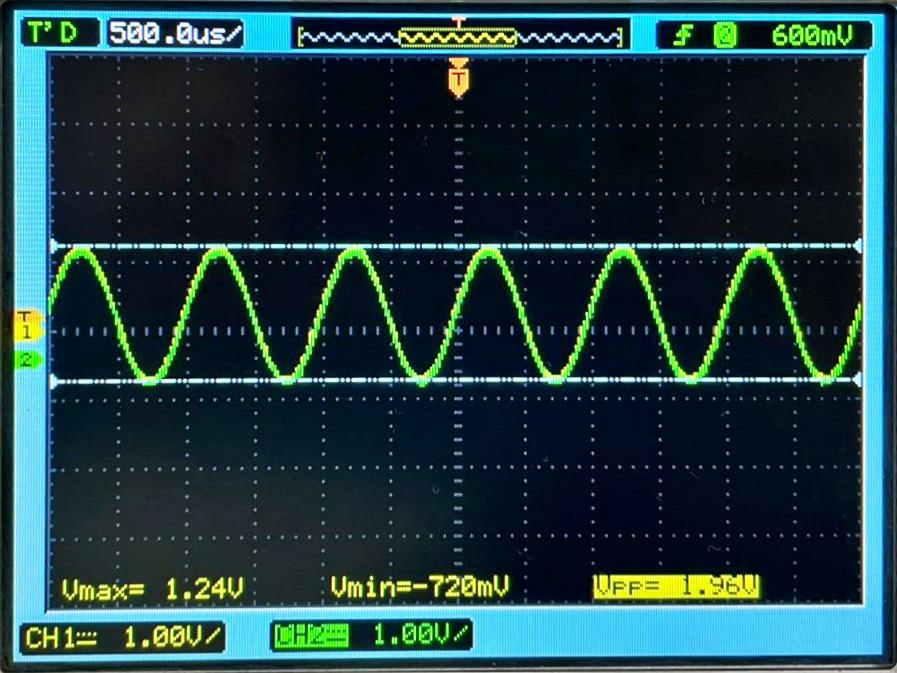 T'D 500.0us/ T 2 600mV
T
T
1
2
Vmax= 1.24V Vmin=-720mV Vpp= 1.96V
CH1 1.00V/ CH2 1.00V/